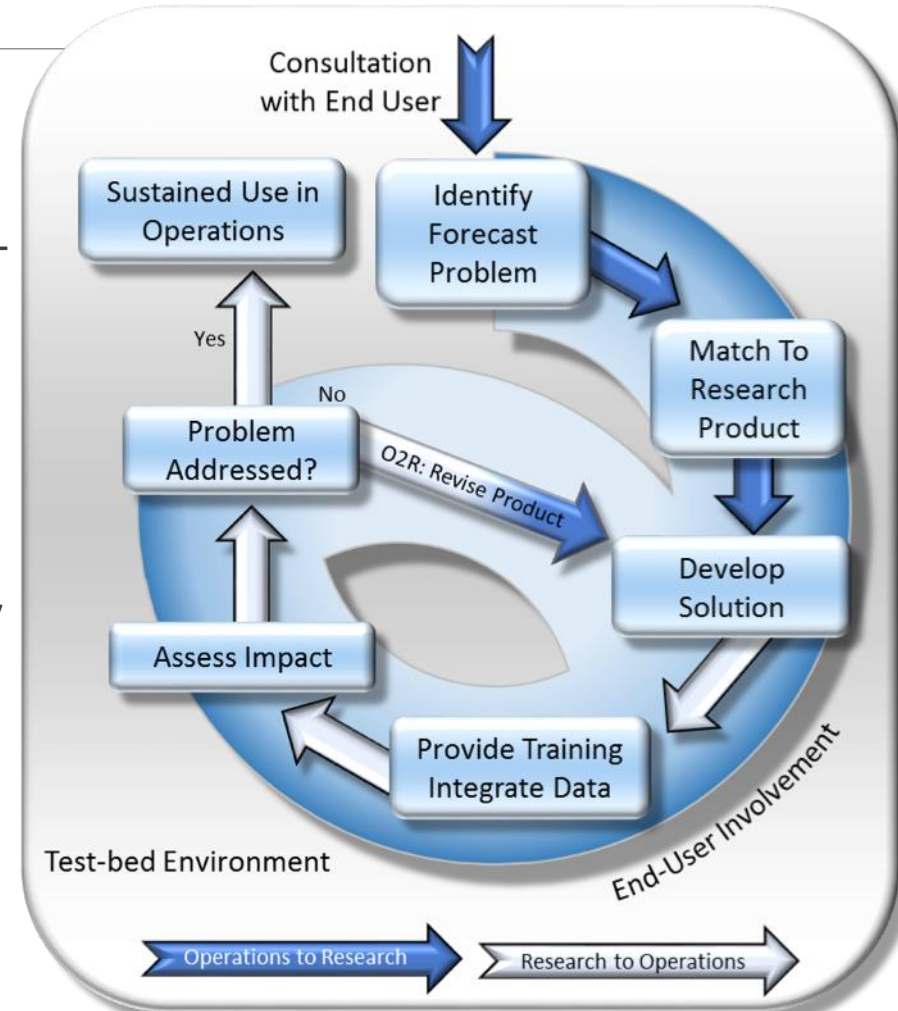 Consultation
with End User
Sustained Use in
Operations
Identify
Forecast
Problem
Yes
No
Match To
Research
Product
Problem
Addressed?
O2R: Revise Product
Develop
Solution
Assess Impact
Provide Training
Integrate Data
Test-bed Environment
End-User Involvement
Operations to Research
Research to Operations